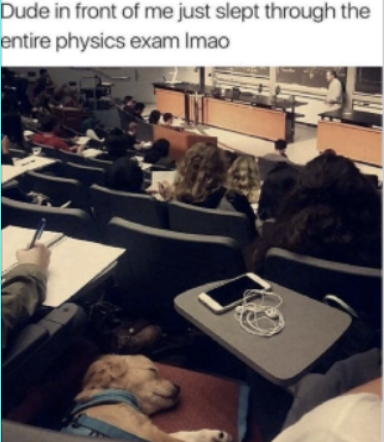 Dude in front of me just slept through the
entire physics exam lmao